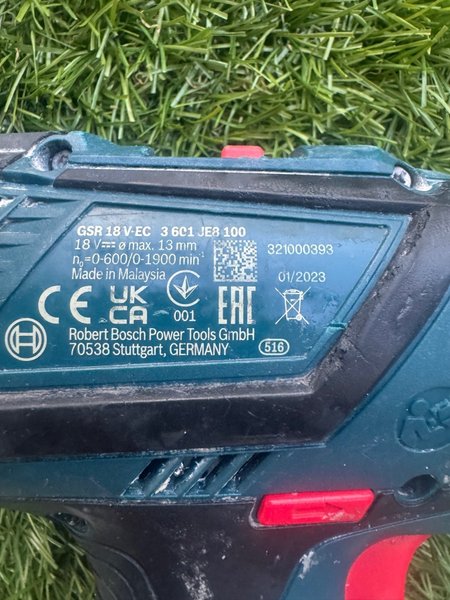 GSR 18 V-EC 3 601 JE8 100
18 V⎓ ø max. 13 mm
n₀=0-600/0-1900 min⁻¹
321000393
Made in Malaysia
01/2023
CE UK CA 001 EAC
Robert Bosch Power Tools GmbH
70538 Stuttgart, GERMANY
516